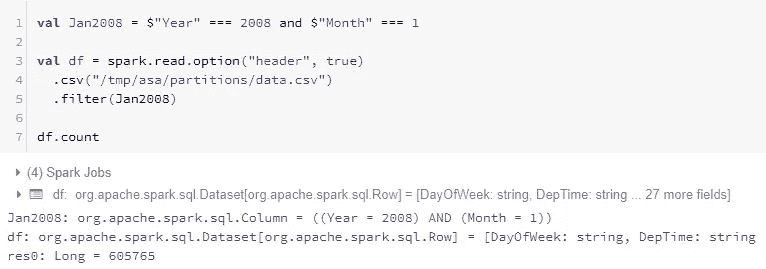 1 val Jan2008 = $"Year" === 2008 and $"Month" === 1
2
3 val df = spark.read.option("header", true)
4   .csv("/tmp/asa/partitions/data.csv")
5   .filter(Jan2008)
6
7 df.count
(4) Spark Jobs
df: org.apache.spark.sql.Dataset[org.apache.spark.sql.Row] = [DayOfWeek: string, DepTime: string ... 27 more fields]
Jan2008: org.apache.spark.sql.Column = ((Year = 2008) AND (Month = 1))
df: org.apache.spark.sql.Dataset[org.apache.spark.sql.Row] = [DayOfWeek: string, DepTime: string
res0: Long = 605765